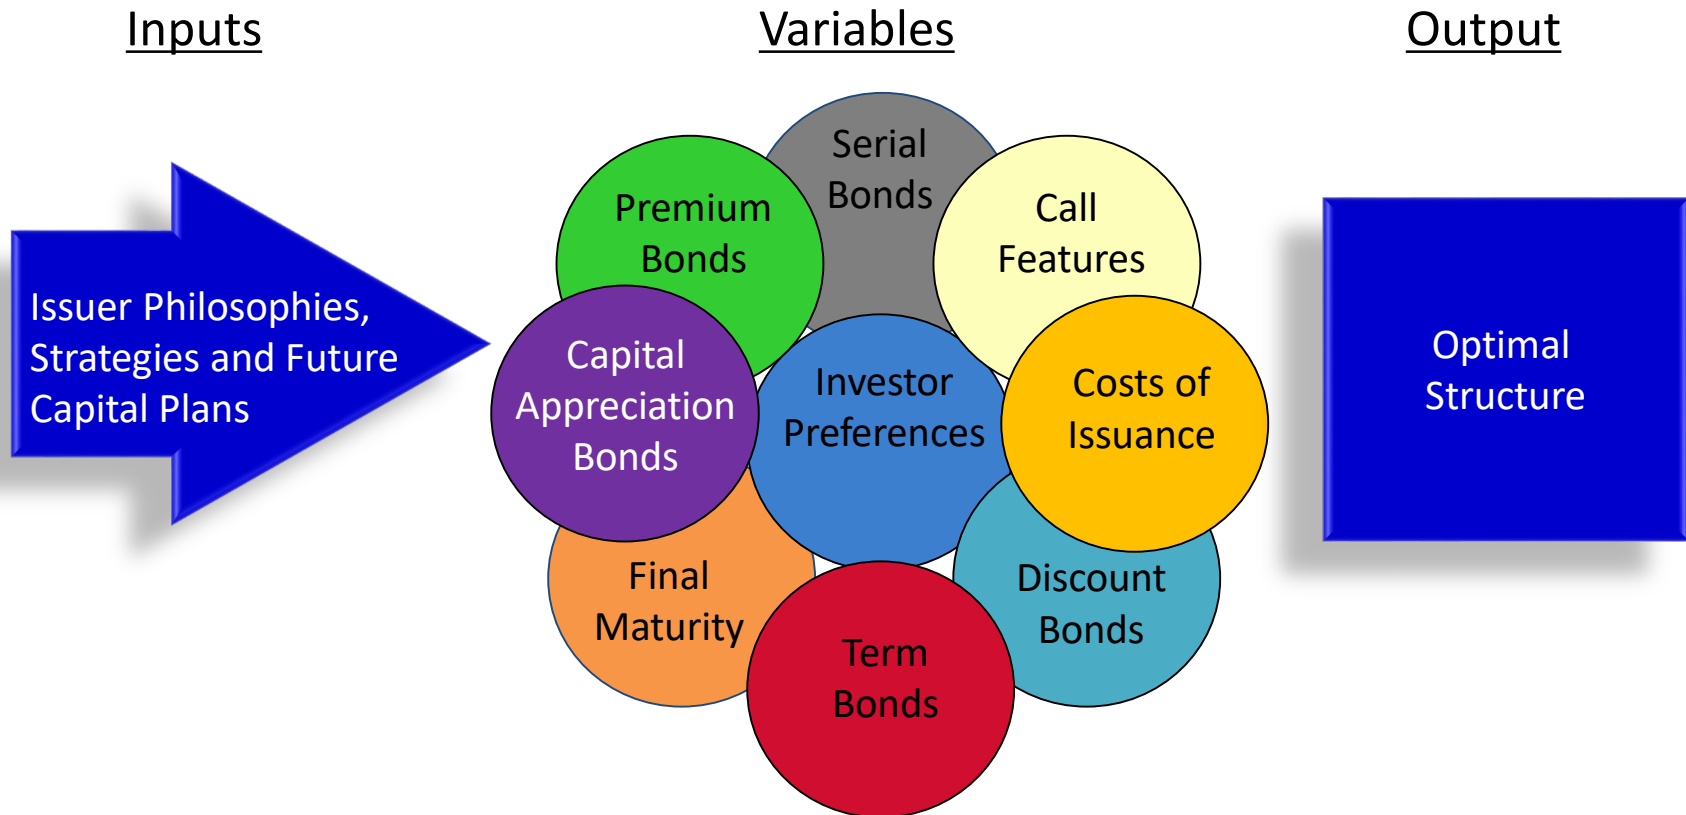 Inputs
Variables
Output
Issuer Philosophies,
Strategies and Future
Capital Plans
Serial
Bonds
Premium
Bonds
Call
Features
Capital
Appreciation
Bonds
Investor
Preferences
Costs of
Issuance
Final
Maturity
Discount
Bonds
Term
Bonds
Optimal
Structure